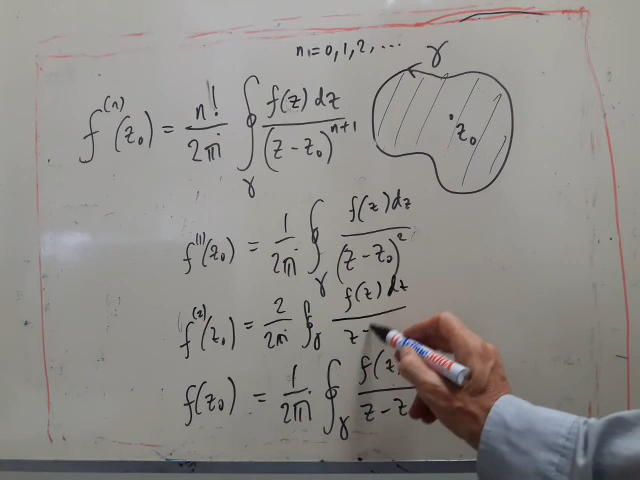 n = 0, 1, 2, ...
f^(n)(z₀) = n!/2πi ∮_γ f(z) dz/(z - z₀)^n+1
γ
z₀
f^(1)(z₀) = 1/2πi ∮_γ f(z) dz/(z - z₀)²
f^(2)(z₀) = 2/2πi ∮_γ f(z) dz/z -
f(z₀) = 1/2πi ∮_γ f(z/z - z